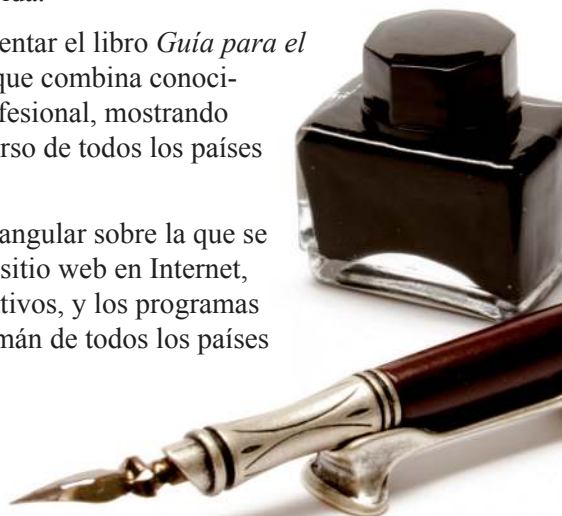 entar el libro Guía para el
que combina conoci-
fesional, mostrando
rso de todos los países
angular sobre la que se
sitio web en Internet,
tivos, y los programas
mán de todos los países